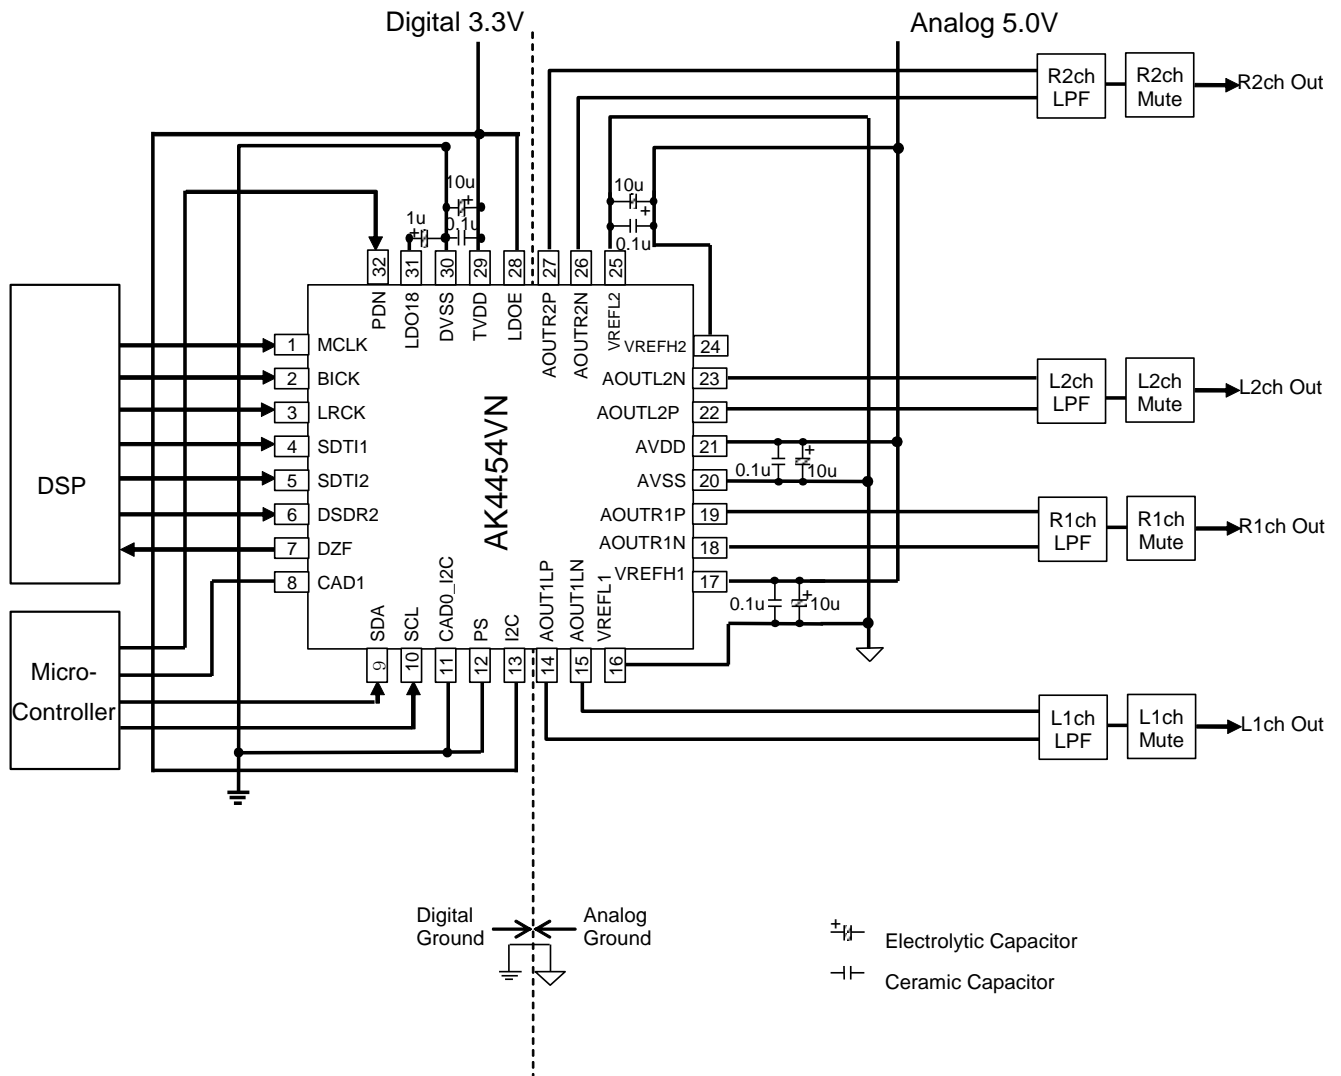 Digital 3.3V
Analog 5.0V
R2ch
LPF
R2ch
Mute
R2ch Out
10u
+
1u
+
0.1u
10u
+
0.1u
32
31
30
29
28
27
26
25
PDN
LDO18
DVSS
TVDD
LDOE
AOUTR2P
AOUTR2N
VREFL2
DSP
1
MCLK
2
BICK
3
LRCK
4
SDTI1
5
SDTI2
6
DSDR2
7
DZF
8
CAD1
AK4454VN
VREFH2
24
AOUTL2N
23
AOUTL2P
22
AVDD
21
AVSS
20
AOUTR1P
19
AOUTR1N
18
VREFH1
17
0.1u
+
10u
0.1u
+
10u
L2ch
LPF
L2ch
Mute
L2ch Out
R1ch
LPF
R1ch
Mute
R1ch Out
SDA
SCL
CAD0_I2C
PS
I2C
AOUT1LP
AOUT1LN
VREFL1
9
10
11
12
13
14
15
16
Micro-
Controller
L1ch
LPF
L1ch
Mute
L1ch Out
Digital
Ground
Analog
Ground
+
Electrolytic Capacitor
Ceramic Capacitor